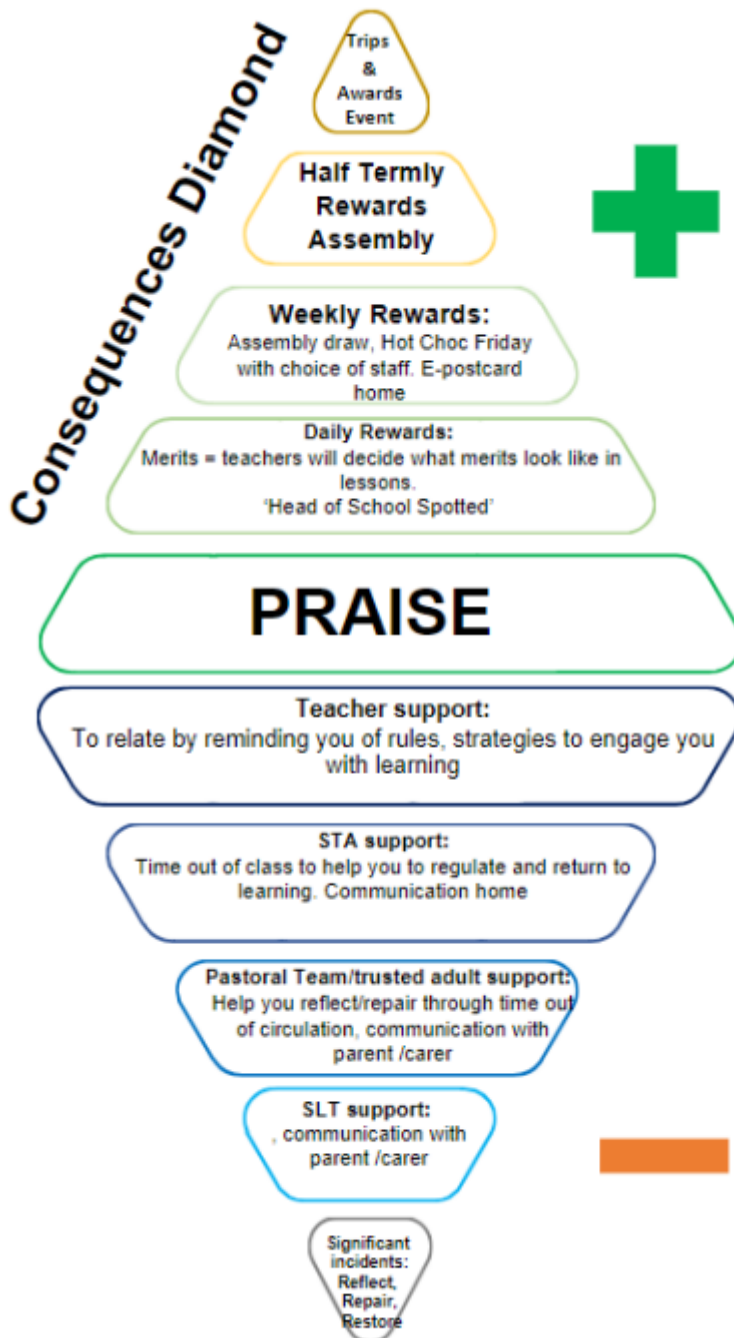 Consequences Diamond
Trips
&
Awards
Event
Half Termly
Rewards
Assembly
Weekly Rewards:
Assembly draw, Hot Choc Friday
with choice of staff. E-postcard
home
Daily Rewards:
Merits = teachers will decide what merits look like in
lessons.
‘Head of School Spotted’
PRAISE
Teacher support:
To relate by reminding you of rules, strategies to engage you
with learning
STA support:
Time out of class to help you to regulate and return to
learning. Communication home
Pastoral Team/trusted adult support:
Help you reflect/repair through time out
of circulation, communication with
parent /carer
SLT support:
, communication with
parent /carer
Significant
incidents:
Reflect,
Repair,
Restore